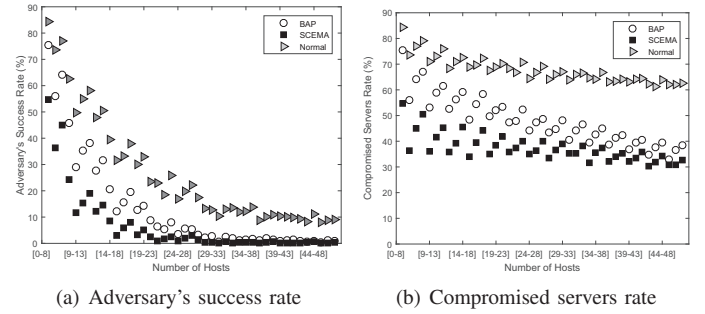 90
80
70
60
50
40
30
20
10
0
Adversary's Success Rate (%)
BAP
SCEMA
Normal
[0-8] [9-13] [14-18] [19-23] [24-28] [29-33] [34-38] [39-43] [44-48]
Number of Hosts
(a) Adversary's success rate
90
80
70
60
50
40
30
20
10
0
Compromised Servers Rate (%)
BAP
SCEMA
Normal
[0-8] [9-13] [14-18] [19-23] [24-28] [29-33] [34-38] [39-43] [44-48]
Number of Hosts
(b) Compromised servers rate